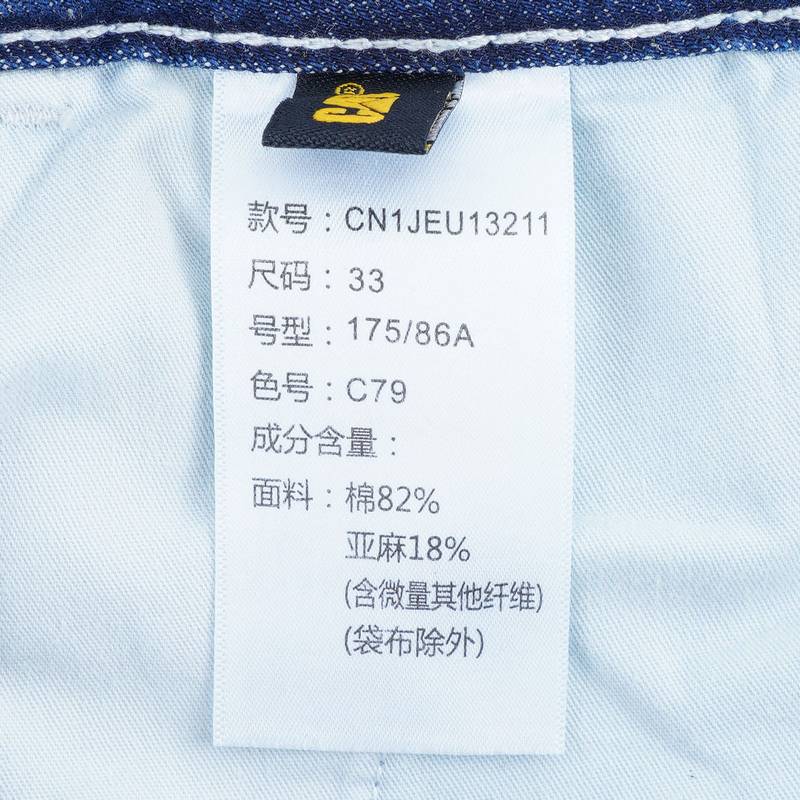 款号：CN1JEU13211
尺码：33
号型：175/86A
色号：C79
成分含量：
面料：棉82%
亚麻18%
(含微量其他纤维)
(袋布除外)